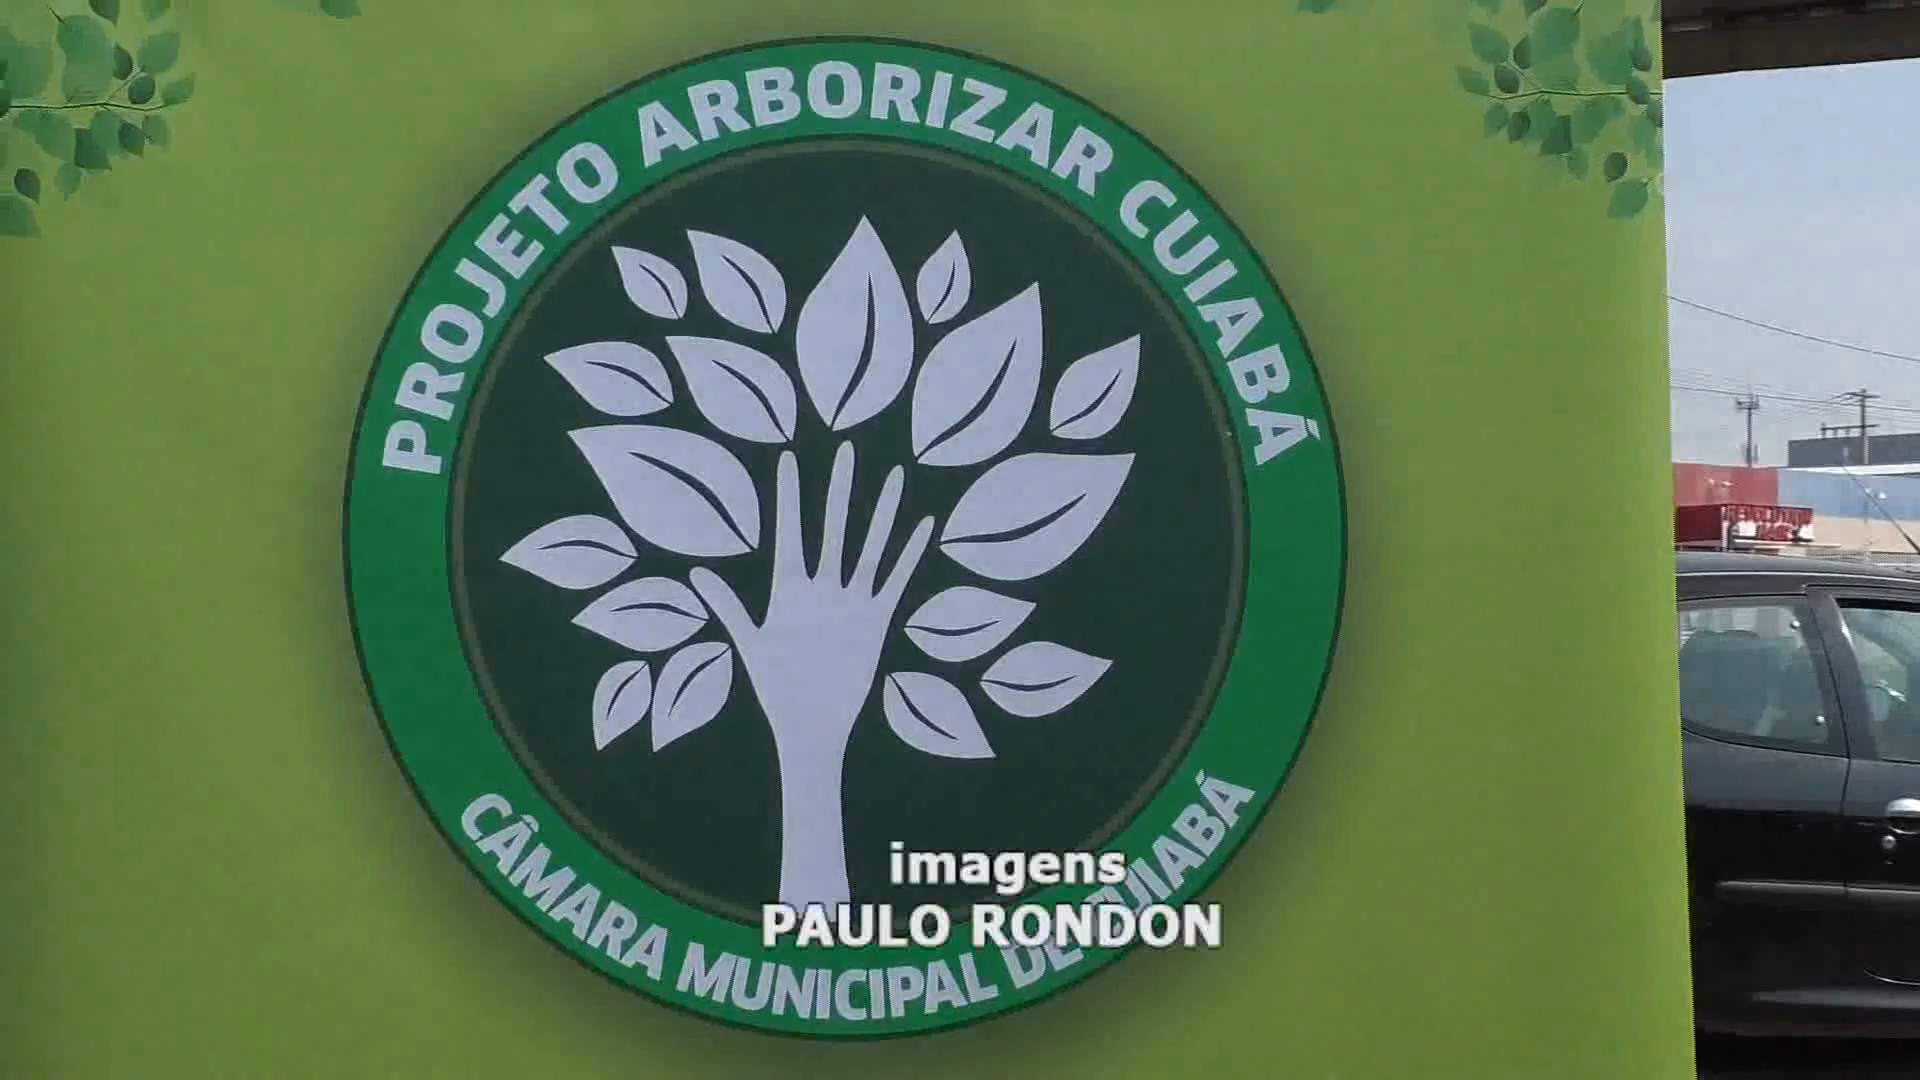 PROJETO ARBORIZAR CUIABÁ
CÂMARA MUNICIPAL DE CUIABÁ
imagens
PAULO RONDON